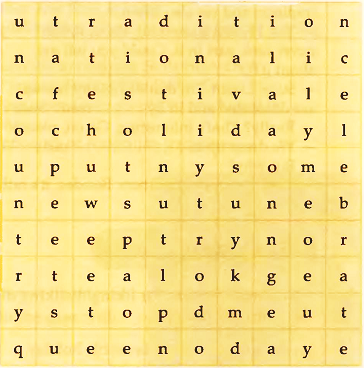 u t r a d i t i o n
n a t i o n a l i c
c f e s t i v a l e
o c h o l i d a y l
u p u t n y s o m e
n e w s u t u n e b
t e e p t r y n o r
r t e a l o k g e a
y s t o p d m e u t
q u e e n o d a y e